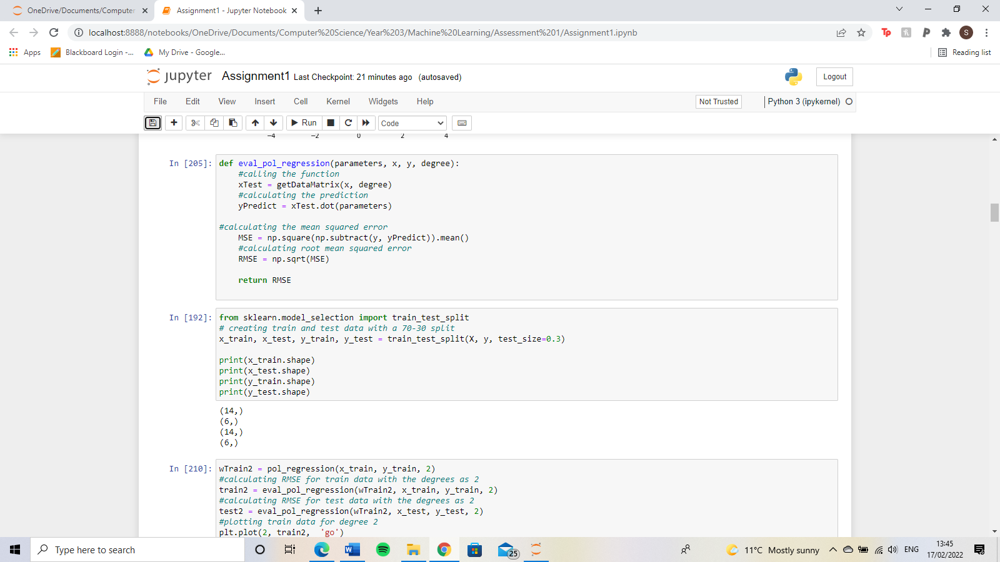 OneDrive/Documents/Computer
Assignment1 - Jupyter Notebook
localhost:8888/notebooks/OneDrive/Documents/Computer%20Science/Year%203/Machine%20Learning/Assessment%201/Assignment1.ipynb
Tp
S
Apps
Blackboard Login -...
My Drive - Google...
Reading list
jupyter Assignment1 Last Checkpoint: 21 minutes ago (autosaved)
Logout
File Edit View Insert Cell Kernel Widgets Help
Not Trusted
Python 3 (ipykernel)
Run
Code
−4 −2 0 2 4
In [205]: def eval_pol_regression(parameters, x, y, degree):
#calling the function
xTest = getDataMatrix(x, degree)
#calculating the prediction
yPredict = xTest.dot(parameters)
#calculating the mean squared error
MSE = np.square(np.subtract(y, yPredict)).mean()
#calculating root mean squared error
RMSE = np.sqrt(MSE)
return RMSE
In [192]: from sklearn.model_selection import train_test_split
# creating train and test data with a 70-30 split
x_train, x_test, y_train, y_test = train_test_split(X, y, test_size=0.3)
print(x_train.shape)
print(x_test.shape)
print(y_train.shape)
print(y_test.shape)
(14,)
(6,)
(14,)
(6,)
In [210]: wTrain2 = pol_regression(x_train, y_train, 2)
#calculating RMSE for train data with the degrees as 2
train2 = eval_pol_regression(wTrain2, x_train, y_train, 2)
#calculating RMSE for test data with the degrees as 2
test2 = eval_pol_regression(wTrain2, x_test, y_test, 2)
#plotting train data for degree 2
plt.plot(2, train2,  'go')
Type here to search
25
11°C Mostly sunny
ENG
13:45
17/02/2022